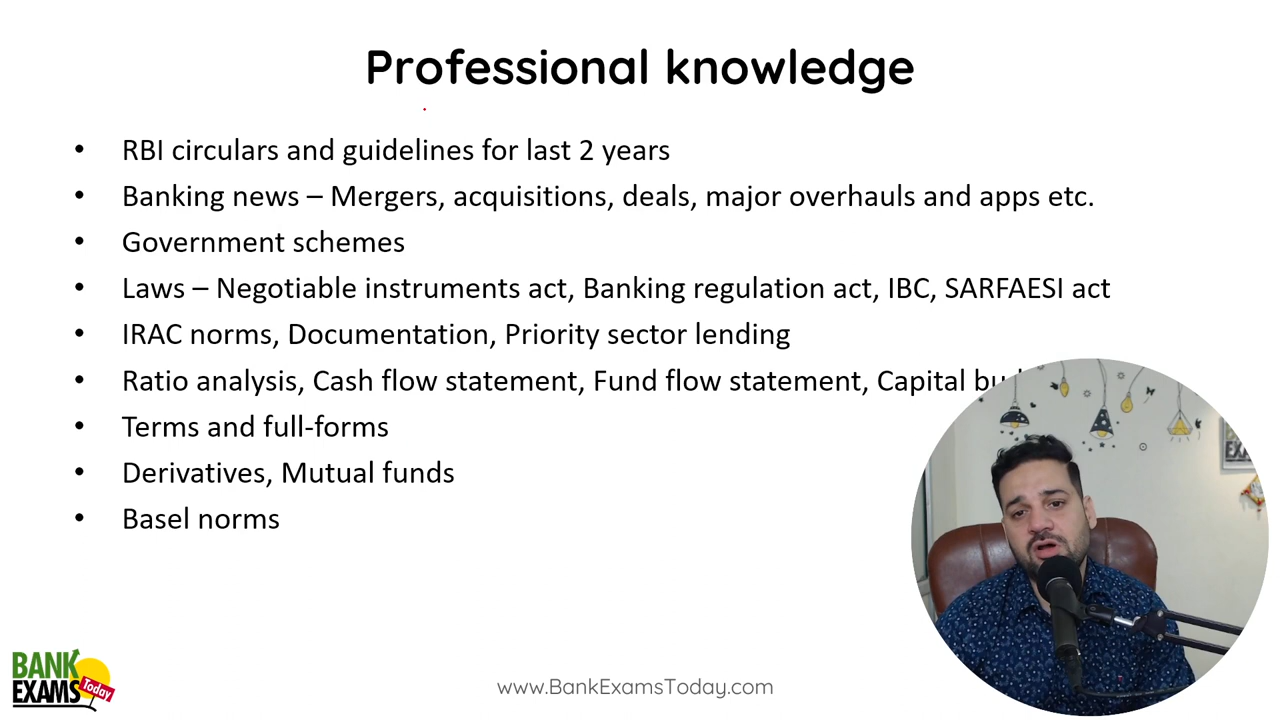 Professional knowledge
• RBI circulars and guidelines for last 2 years
• Banking news – Mergers, acquisitions, deals, major overhauls and apps etc.
• Government schemes
• Laws – Negotiable instruments act, Banking regulation act, IBC, SARFAESI act
• IRAC norms, Documentation, Priority sector lending
• Ratio analysis, Cash flow statement, Fund flow statement, Capital
• Terms and full-forms
• Derivatives, Mutual funds
• Basel norms
BANK
EXAMS Today
www.BankExamsToday.com